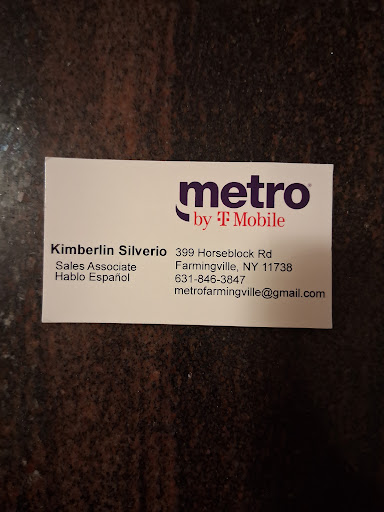 metro
by T Mobile
Kimberlin Silverio
Sales Associate
Hablo Español
399 Horseblock Rd
Farmingville, NY 11738
631-846-3847
metrofarmingville@gmail.com